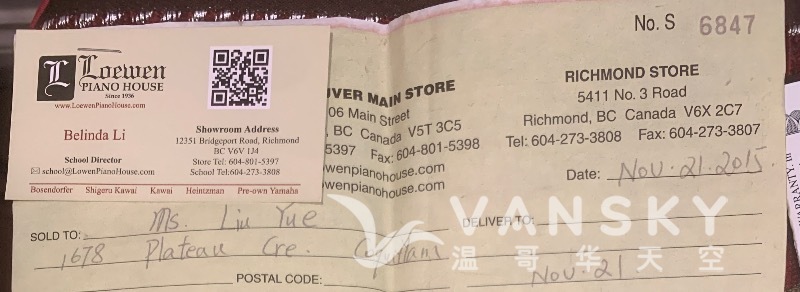 L Loewen
PIANO HOUSE
Since 1936
www.LoewenPianoHouse.com
Belinda Li
School Director
school@LowenPianoHouse.com
Showroom Address
12351 Bridgeport Road, Richmond
BC V6V 1J4
Store Tel: 604-801-5397
School Tel:604-273-3808
Bosendorfer Shigeru Kawai Kawai Heintzman Pre-own Yamaha
No. S 6847
VER MAIN STORE
06 Main Street
, BC Canada V5T 3C5
5397 Fax: 604-801-5398
wenpianohouse.com
wenpianohouse.com
RICHMOND STORE
5411 No. 3 Road
Richmond, BC Canada V6X 2C7
Tel: 604-273-3808 Fax: 604-273-3807
Date: Nov. 21. 2015.
SOLD TO: Ms. Liu Yue
1678 Plateau Cre.
POSTAL CODE:
DELIVER TO:
Nov. 21
VANSKY
温哥华天空